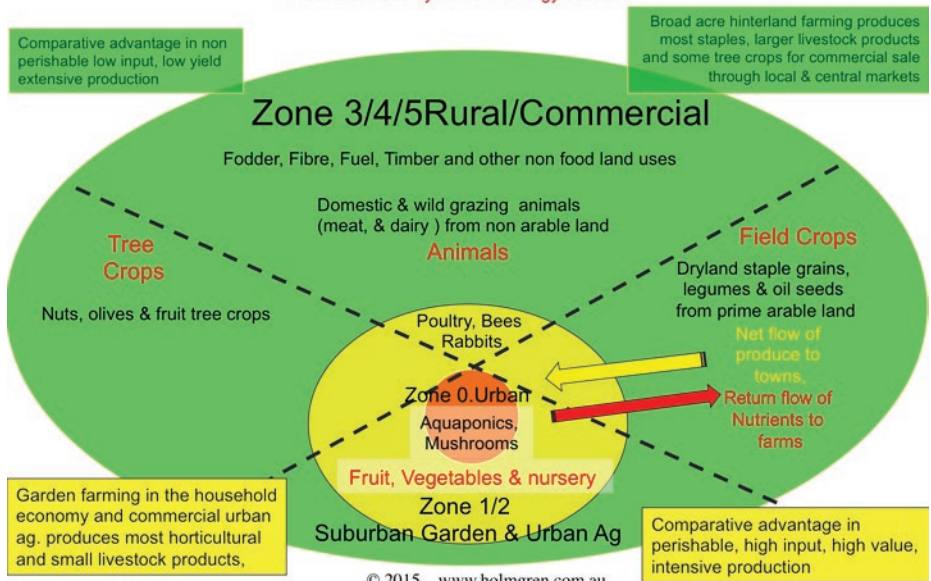 Comparative advantage in non
perishable low input, low yield
extensive production
Broad acre hinterland farming produces
most staples, larger livestock products
and some tree crops for commercial sale
through local & central markets
Zone 3/4/5Rural/Commercial
Fodder, Fibre, Fuel, Timber and other non food land uses
Domestic & wild grazing animals
(meat, & dairy ) from non arable land
Animals
Tree
Crops
Nuts, olives & fruit tree crops
Field Crops
Dryland staple grains,
legumes & oil seeds
from prime arable land
Net flow of
produce to
towns,
Return flow of
Nutrients to
farms
Poultry, Bees
Rabbits
Zone 0.Urban
Aquaponics,
Mushrooms
Fruit, Vegetables & nursery
Zone 1/2
Suburban Garden & Urban Ag
Garden farming in the household
economy and commercial urban
ag. produces most horticultural
and small livestock products,
Comparative advantage in
perishable, high input, high value,
intensive production
© 2015 www.holmgren.com.au